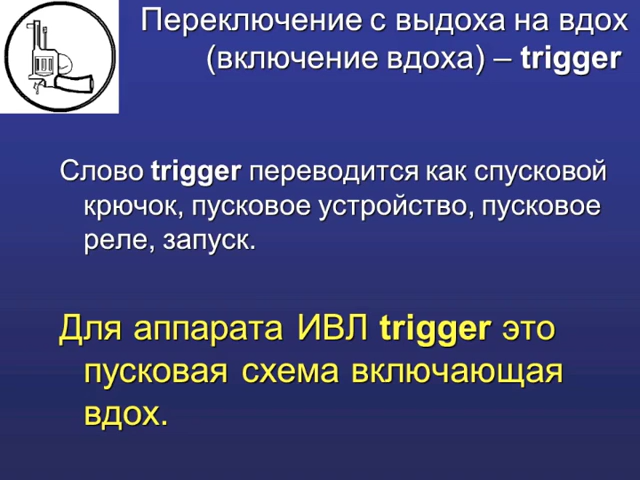 Переключение с выдоха на вдох
(включение вдоха) – trigger
Слово trigger переводится как спусковой
крючок, пусковое устройство, пусковое
реле, запуск.
Для аппарата ИВЛ trigger это
пусковая схема включающая
вдох.